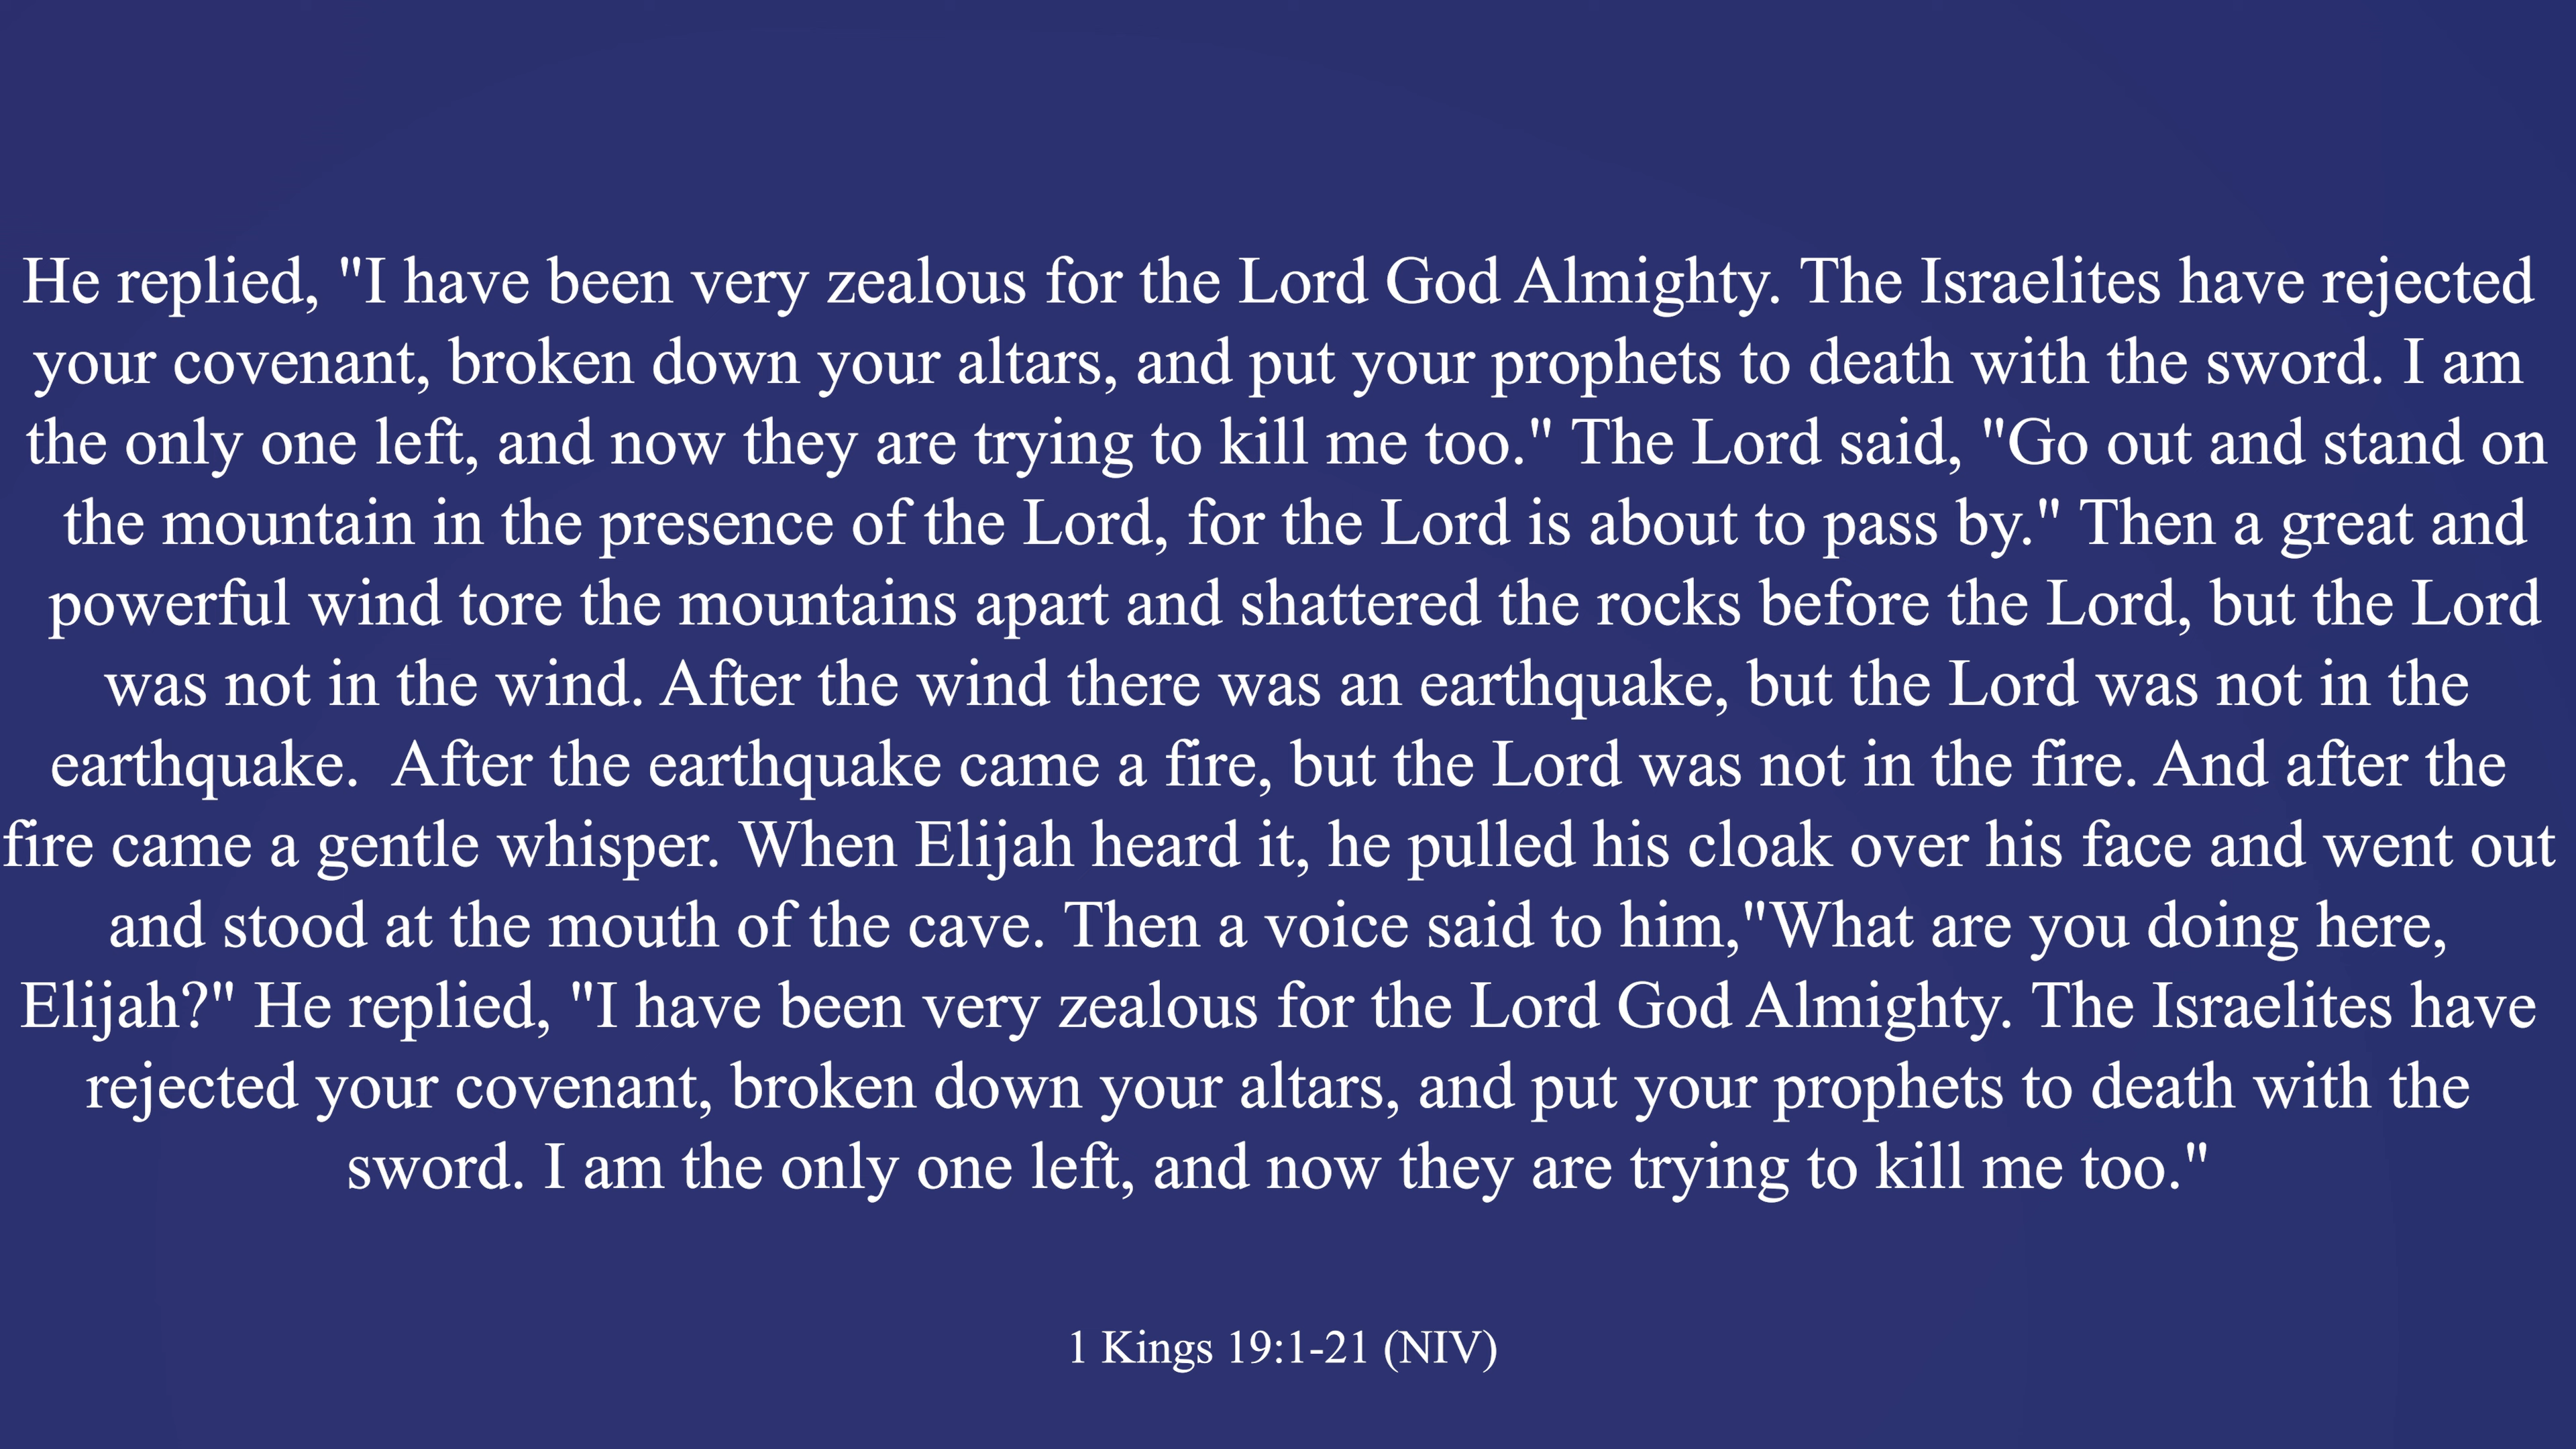 He replied, "I have been very zealous for the Lord God Almighty. The Israelites have rejected
your covenant, broken down your altars, and put your prophets to death with the sword. I am
the only one left, and now they are trying to kill me too." The Lord said, "Go out and stand on
the mountain in the presence of the Lord, for the Lord is about to pass by." Then a great and
powerful wind tore the mountains apart and shattered the rocks before the Lord, but the Lord
was not in the wind. After the wind there was an earthquake, but the Lord was not in the
earthquake.  After the earthquake came a fire, but the Lord was not in the fire. And after the
fire came a gentle whisper. When Elijah heard it, he pulled his cloak over his face and went out
and stood at the mouth of the cave. Then a voice said to him,"What are you doing here,
Elijah?" He replied, "I have been very zealous for the Lord God Almighty. The Israelites have
rejected your covenant, broken down your altars, and put your prophets to death with the
sword. I am the only one left, and now they are trying to kill me too."
1 Kings 19:1-21 (NIV)